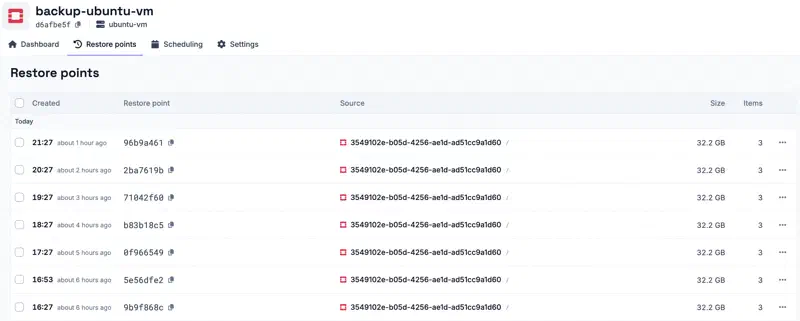 backup-ubuntu-vm
d6afbe5f ubuntu-vm
Dashboard Restore points Scheduling Settings
Restore points
Created Restore point Source Size Items
Today
21:27 about 1 hour ago 96b9a461 3549102e-b05d-4256-ae1d-ad51cc9a1d60 / 32.2 GB 3
20:27 about 2 hours ago 2ba7619b 3549102e-b05d-4256-ae1d-ad51cc9a1d60 / 32.2 GB 3
19:27 about 3 hours ago 71042f60 3549102e-b05d-4256-ae1d-ad51cc9a1d60 / 32.2 GB 3
18:27 about 4 hours ago b83b18c5 3549102e-b05d-4256-ae1d-ad51cc9a1d60 / 32.2 GB 3
17:27 about 5 hours ago 0f966549 3549102e-b05d-4256-ae1d-ad51cc9a1d60 / 32.2 GB 3
16:53 about 6 hours ago 5e56dfe2 3549102e-b05d-4256-ae1d-ad51cc9a1d60 / 32.2 GB 3
16:27 about 6 hours ago 9b9f868c 3549102e-b05d-4256-ae1d-ad51cc9a1d60 / 32.2 GB 3